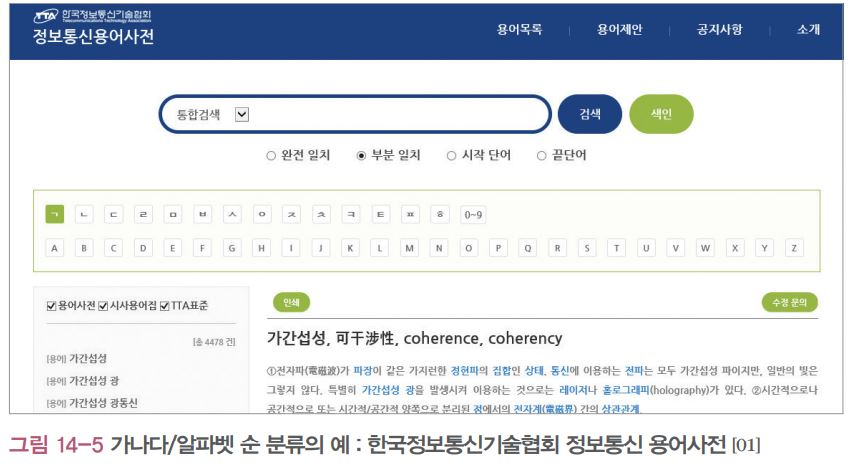 TTA 한국정보통신기술협회
Telecommunications Technology Association
정보통신용어사전
용어목록 | 용어제안 | 공지사항 | 소개
통합검색 검색 색인
완전 일치 부분 일치 시작 단어 끝단어
ㄱ ㄴ ㄷ ㄹ ㅁ ㅂ ㅅ ㅇ ㅈ ㅊ ㅋ ㅌ ㅍ ㅎ 0~9
A B C D E F G H I J K L M N O P Q R S T U V W X Y Z
용어사전 시사용어집 TTA표준
[총 4478 건]
[용어] 가간섭성
[용어] 가간섭성 광
[용어] 가간섭성 광통신
인쇄 수정 문의
가간섭성, 可干涉性, coherence, coherency
①전자파(電磁波)가 파장이 같은 가지런한 정현파의 집합인 상태. 통신에 이용하는 전파는 모두 가간섭성 파이지만, 일반의 빛은
그렇지 않다. 특별히 가간섭성 광을 발생시켜 이용하는 것으로는 레이저나 홀로그래피(holography)가 있다. ②시간적으로나
공간적으로 또는 시간적/공간적 양쪽으로 분리된 점에서의 전자계(電磁界) 간의 상관관계.
그림 14-5 가나다/알파벳 순 분류의 예 : 한국정보통신기술협회 정보통신 용어사전 [01]